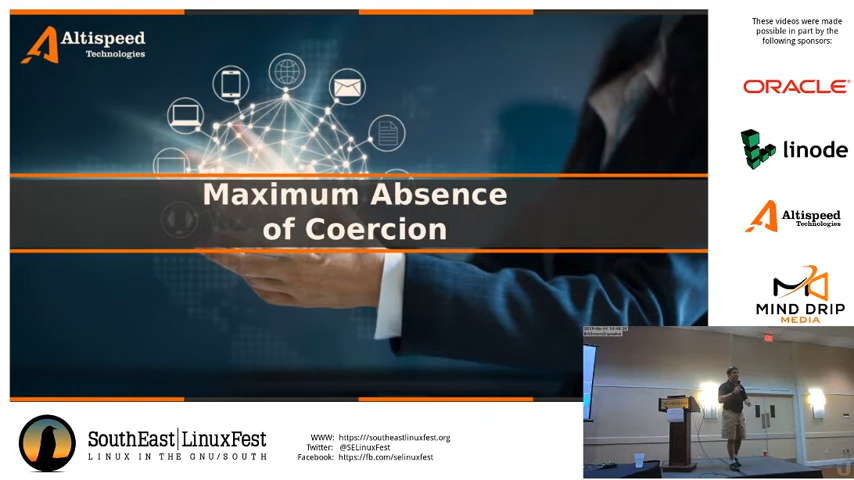 Altispeed
Technologies
Maximum Absence
of Coercion
These videos were made
possible in part by the
following sponsors:
ORACLE
linode
Altispeed
Technologies
MIND DRIP
MEDIA
SouthEast|LinuxFest
LINUX IN THE GNU/SOUTH
WWW: https:///southeastlinuxfest.org
Twitter: @SELinuxFest
Facebook: https://fb.com/selinuxfest